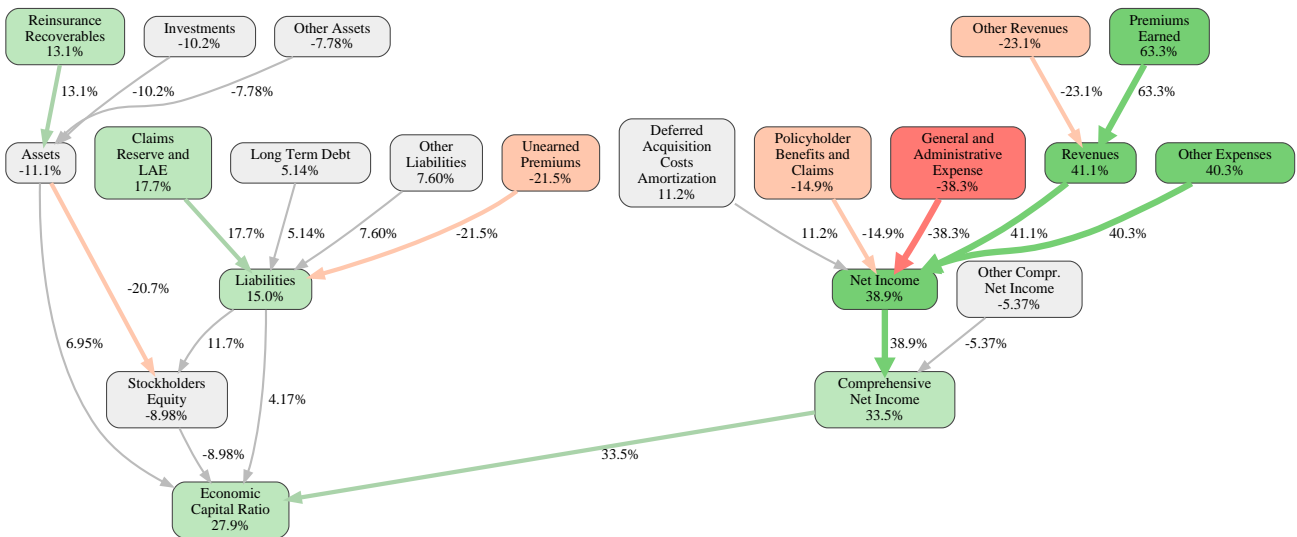 Reinsurance
Recoverables
13.1%
Investments
-10.2%
Other Assets
-7.78%
Other Revenues
-23.1%
Premiums
Earned
63.3%
13.1%
-10.2%
-7.78%
-23.1%
63.3%
Assets
-11.1%
Claims
Reserve and
LAE
17.7%
Long Term Debt
5.14%
Other
Liabilities
7.60%
Unearned
Premiums
-21.5%
Deferred
Acquisition
Costs
Amortization
11.2%
Policyholder
Benefits and
Claims
-14.9%
General and
Administrative
Expense
-38.3%
Revenues
41.1%
Other Expenses
40.3%
17.7%
5.14%
7.60%
-21.5%
11.2%
-14.9%
-38.3%
41.1%
40.3%
-20.7%
Liabilities
15.0%
Net Income
38.9%
Other Compr.
Net Income
-5.37%
6.95%
11.7%
38.9%
-5.37%
Stockholders
Equity
-8.98%
4.17%
Comprehensive
Net Income
33.5%
-8.98%
33.5%
Economic
Capital Ratio
27.9%